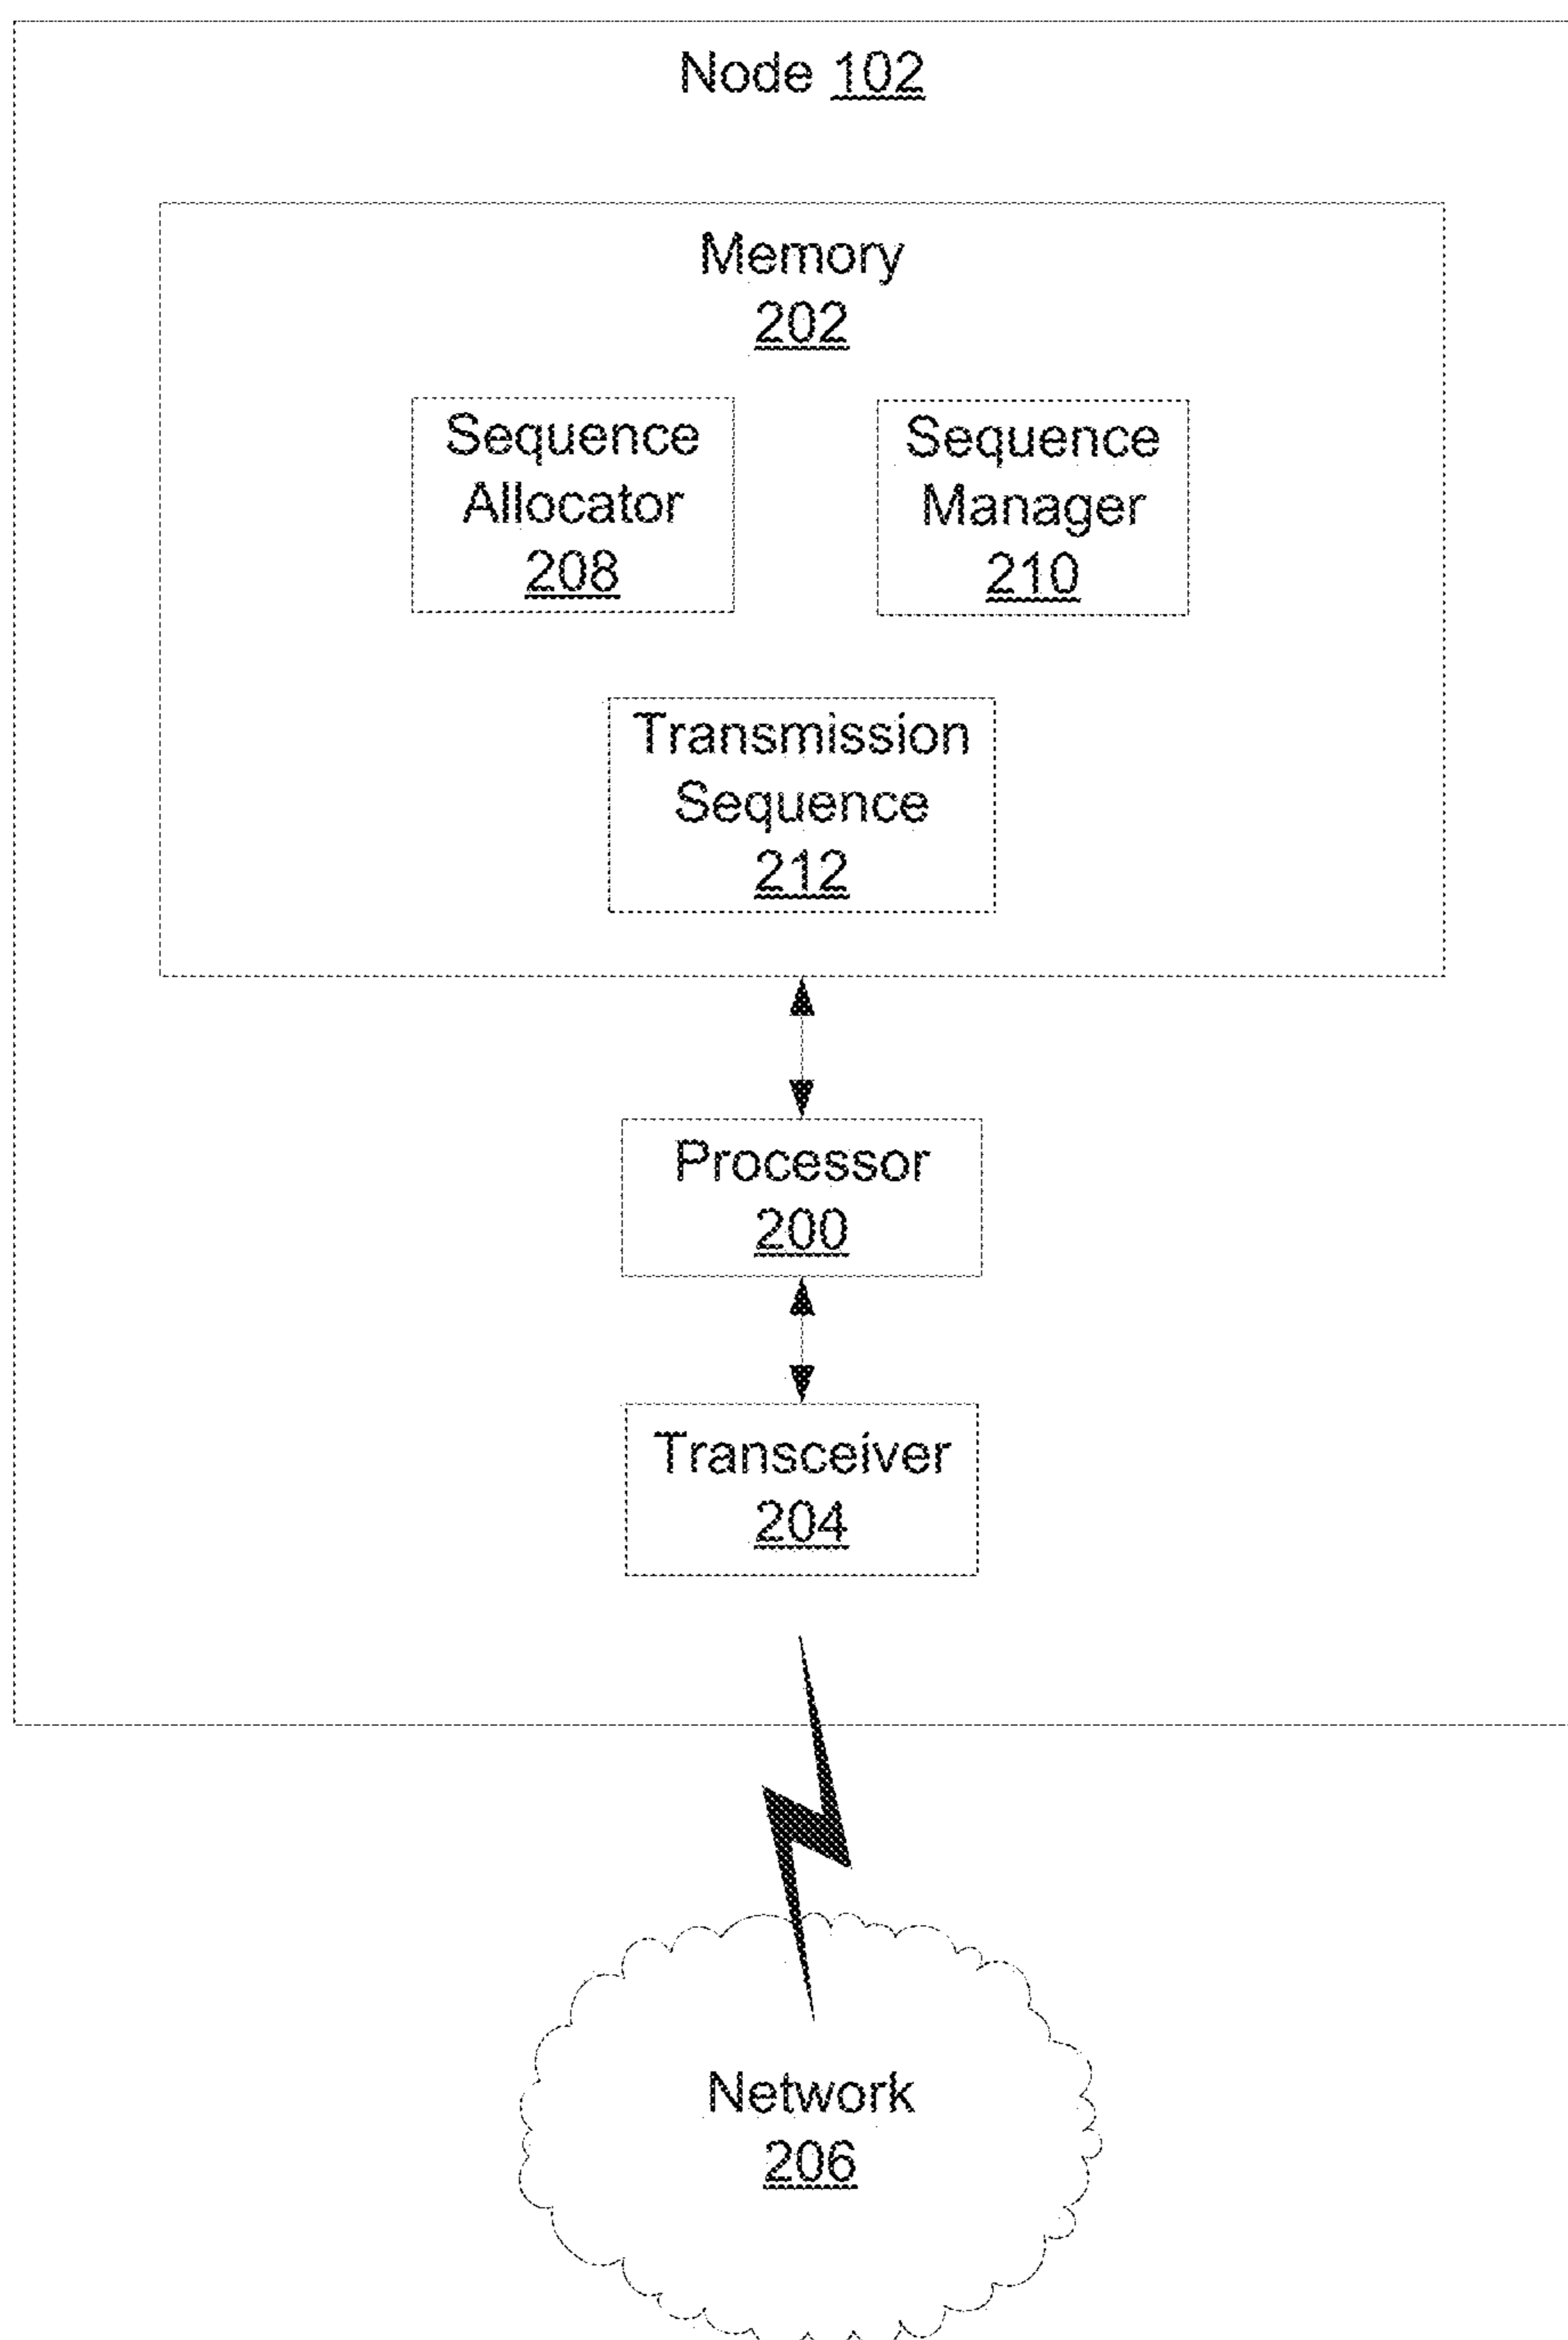 Node 102
Memory
202
Sequence
Allocator
208
Sequence
Manager
210
Transmission
Sequence
212
Processor
200
Transceiver
204
Network
206